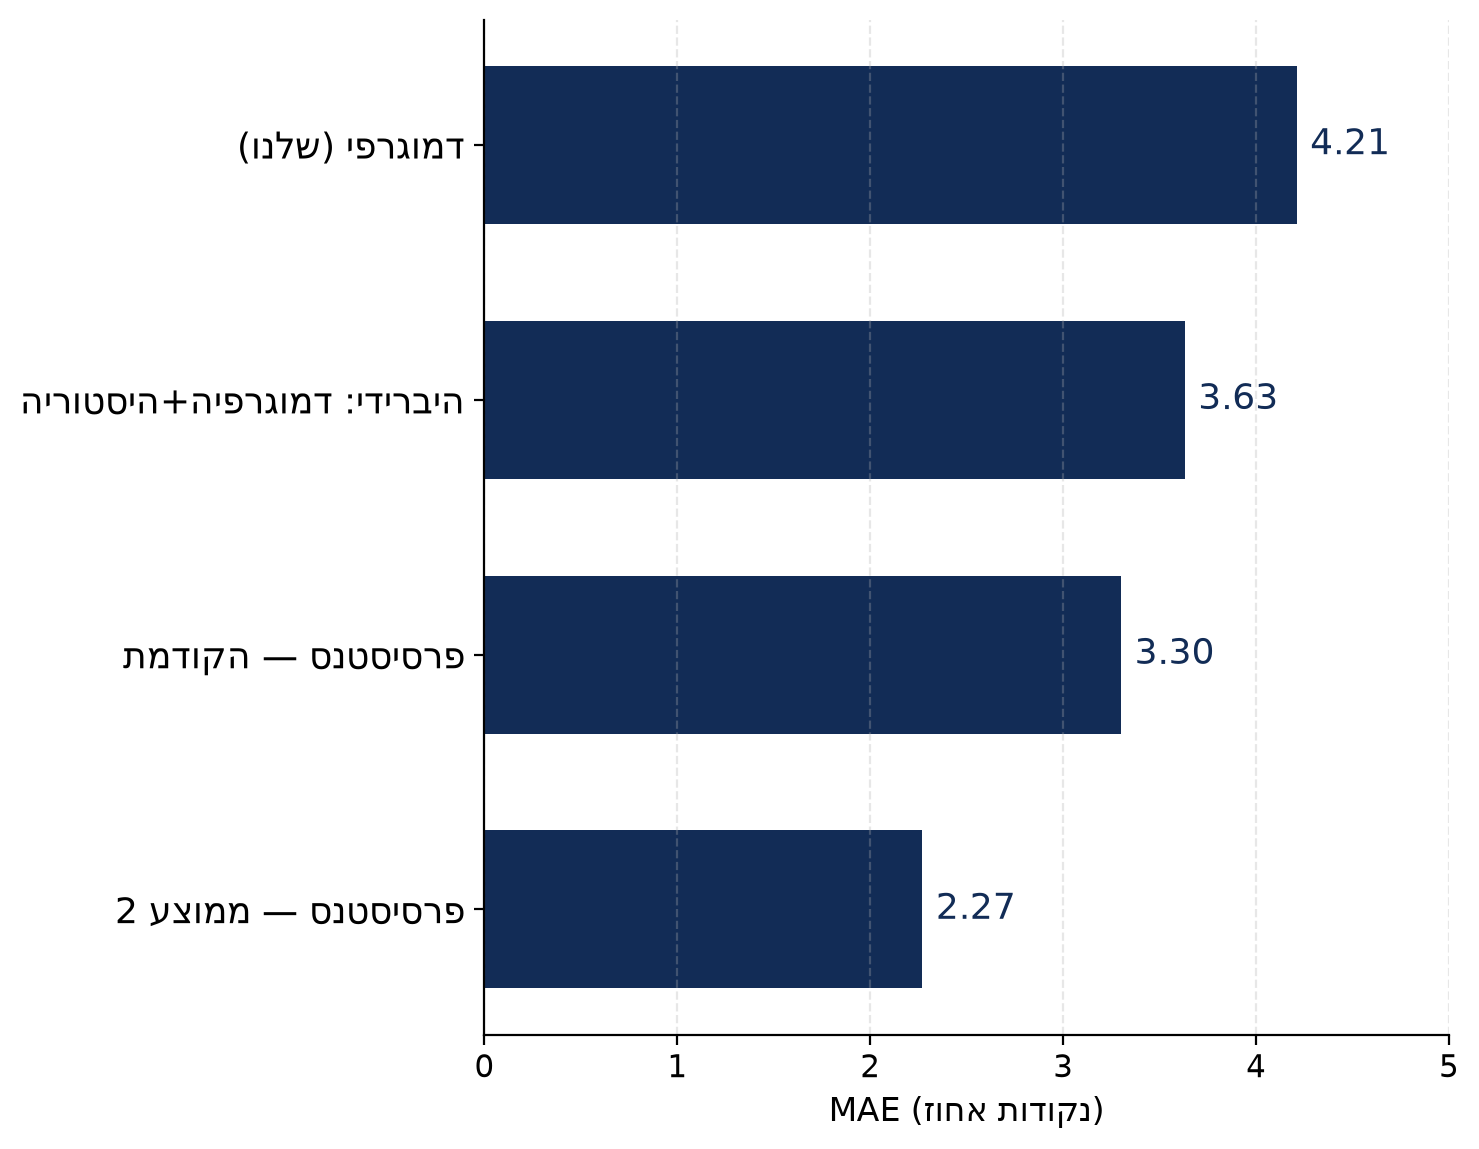 דמוגרפי (שלנו)
4.21
היברידי: דמוגרפיה+היסטוריה
3.63
פרסיסטנס — הקודמת
3.30
פרסיסטנס — ממוצע 2
2.27
0 1 2 3 4 5
MAE (נקודות אחוז)